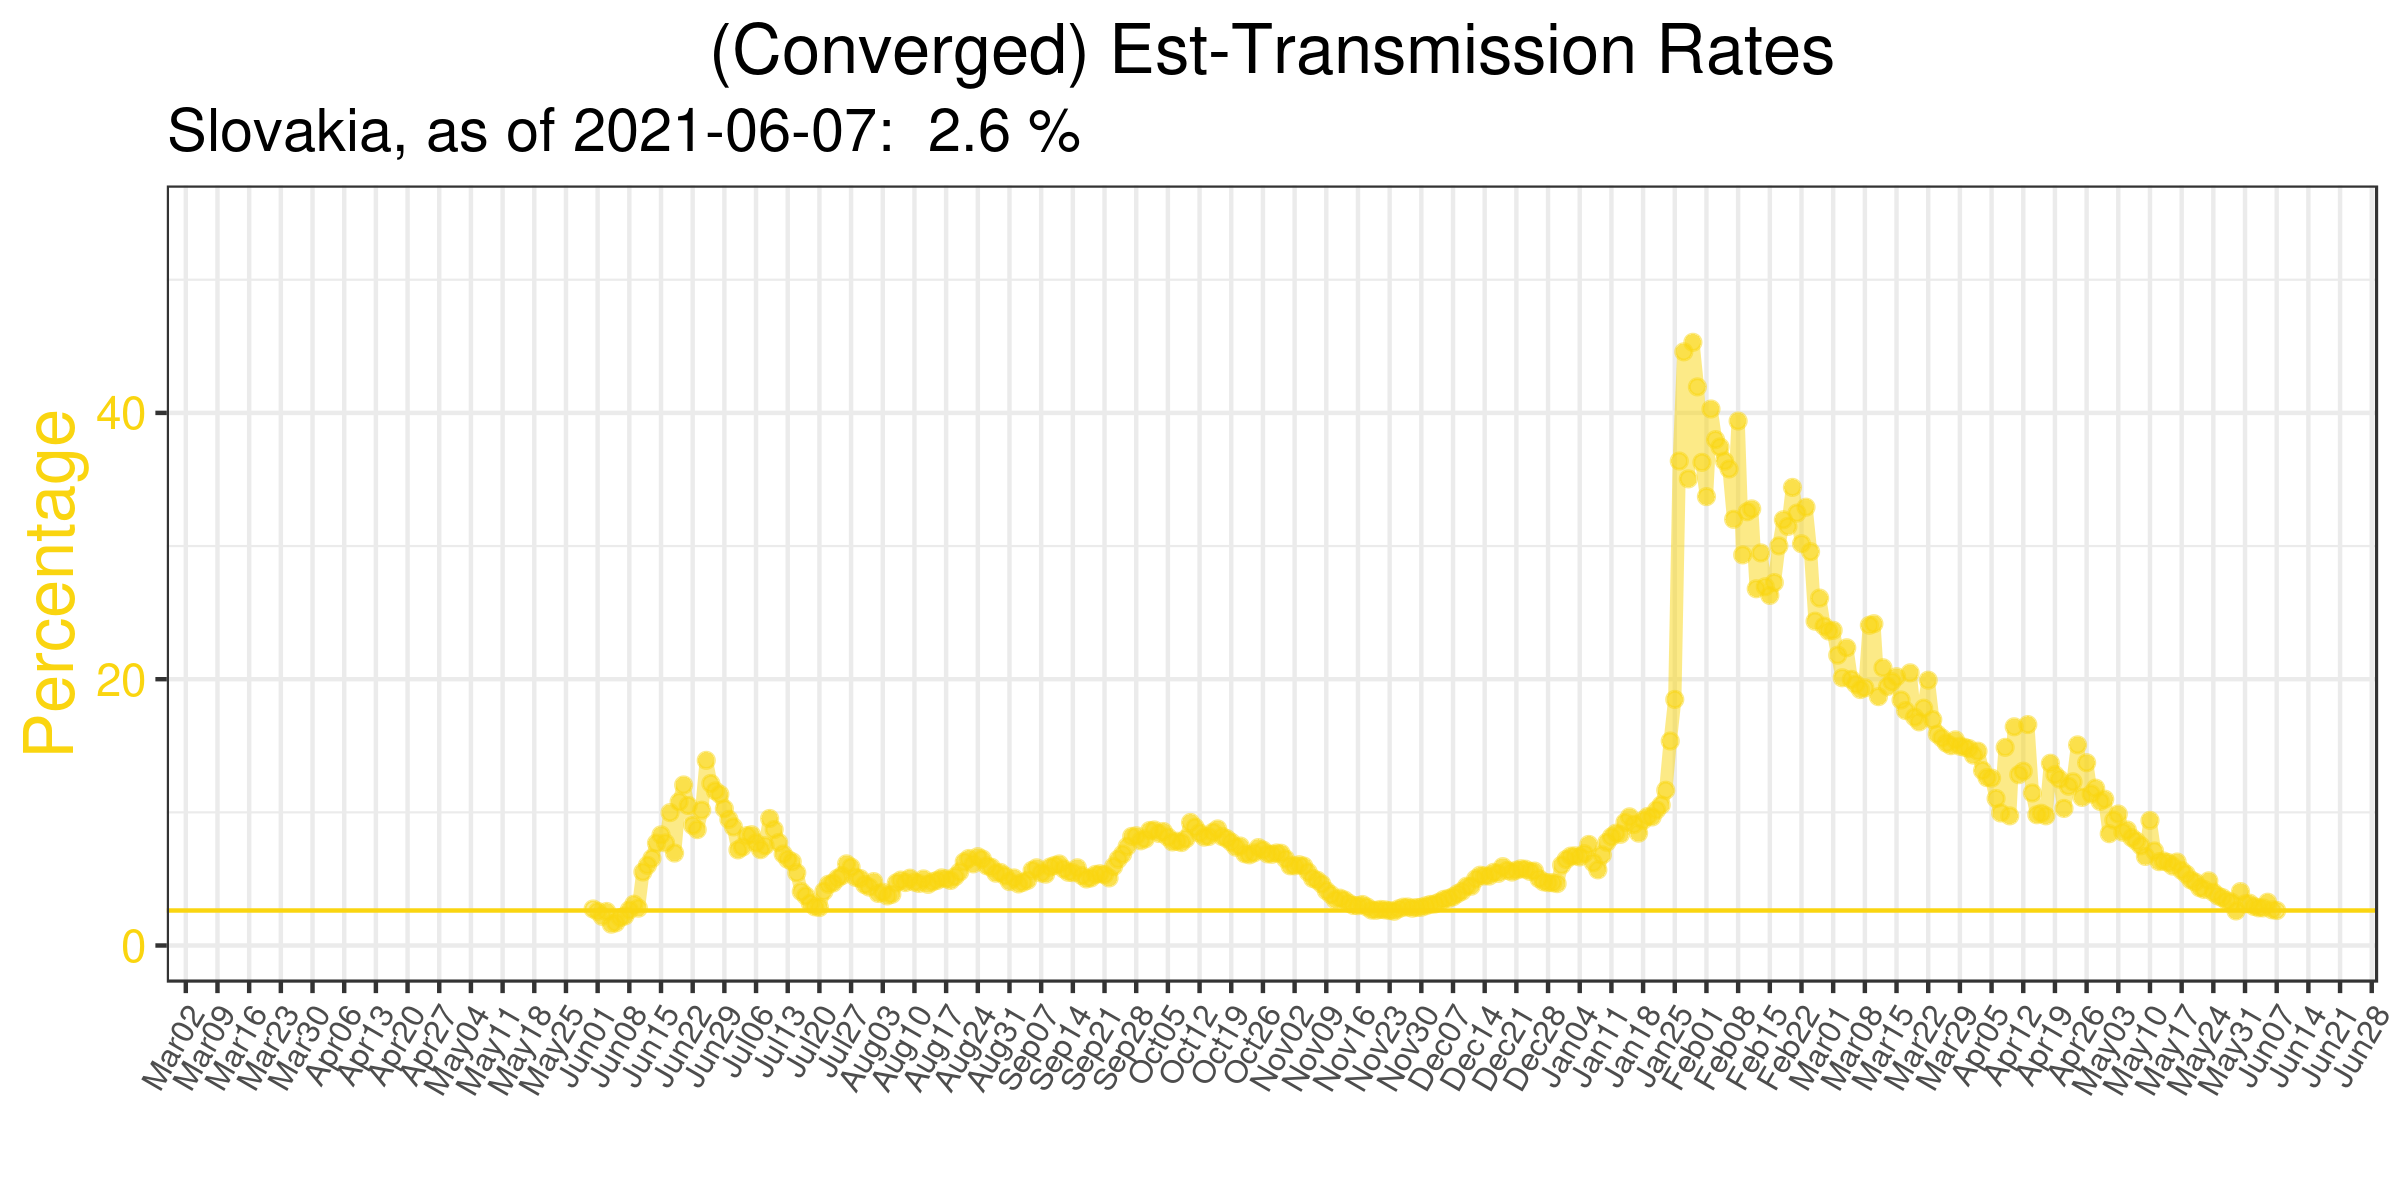 (Converged) Est-Transmission Rates
Slovakia, as of 2021-06-07: 2.6 %
Percentage
40
20
0
Mar02
Mar09
Mar16
Mar23
Mar30
Apr06
Apr13
Apr20
Apr27
May04
May11
May18
May25
Jun01
Jun08
Jun15
Jun22
Jun29
Jul06
Jul13
Jul20
Jul27
Aug03
Aug10
Aug17
Aug24
Aug31
Sep07
Sep14
Sep21
Sep28
Oct05
Oct12
Oct19
Oct26
Nov02
Nov09
Nov16
Nov23
Nov30
Dec07
Dec14
Dec21
Dec28
Jan04
Jan11
Jan18
Jan25
Feb01
Feb08
Feb15
Feb22
Mar01
Mar08
Mar15
Mar22
Mar29
Apr05
Apr12
Apr19
Apr26
May03
May10
May17
May24
May31
Jun07
Jun14
Jun21
Jun28